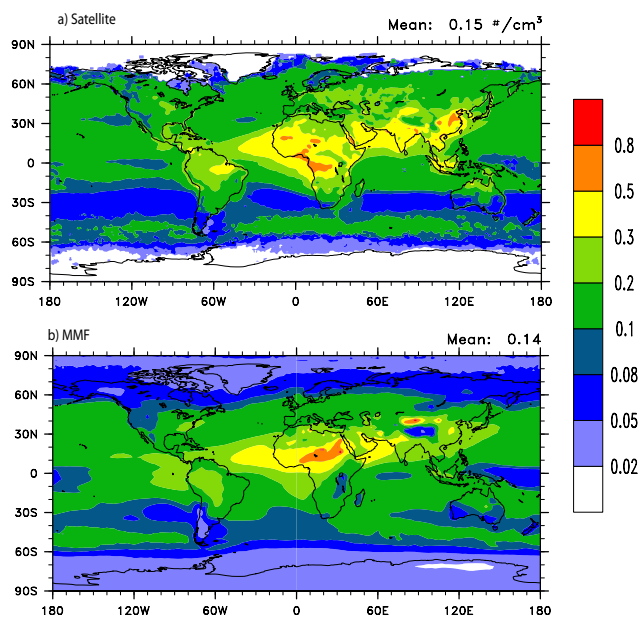 a) Satellite
Mean: 0.15 #/cm³
90N
60N
30N
0
30S
60S
90S
180 120W 60W 0 60E 120E 180
b) MMF
Mean: 0.14
90N
60N
30N
0
30S
60S
90S
180 120W 60W 0 60E 120E 180
0.8
0.5
0.3
0.2
0.1
0.08
0.05
0.02